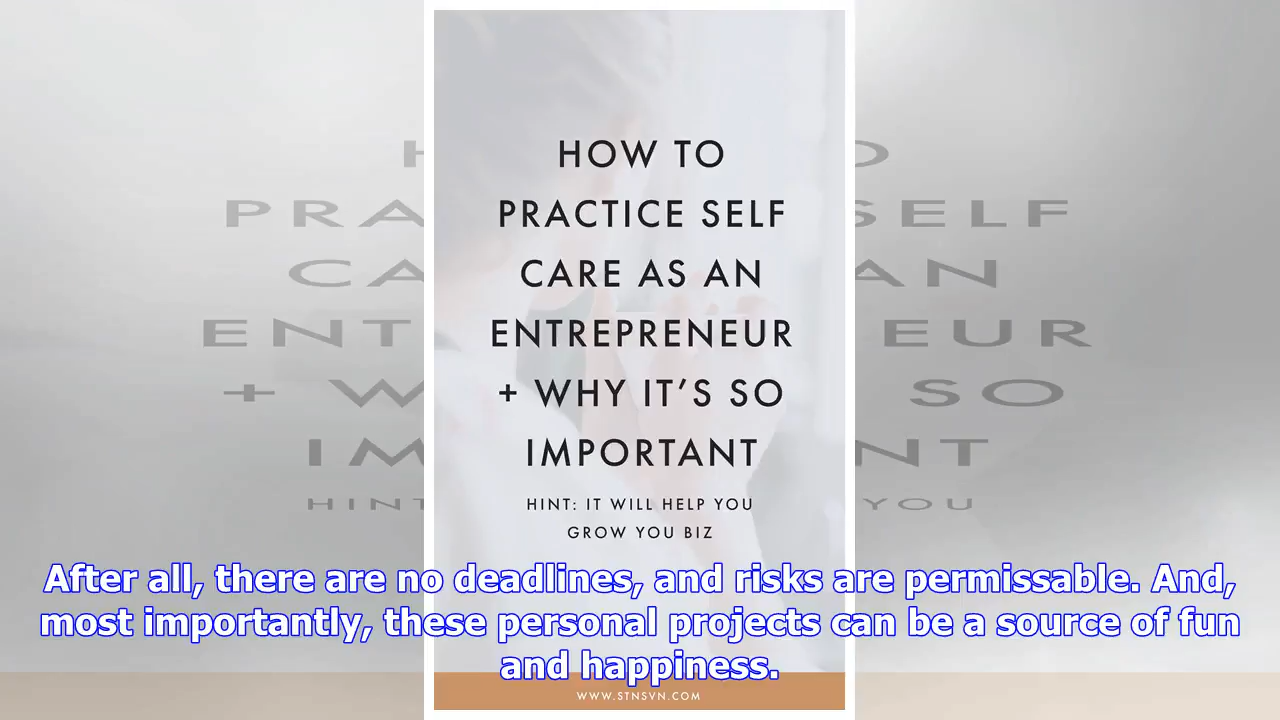 HOW TO
PRACTICE SELF
CARE AS AN
ENTREPRENEUR
+ WHY IT'S SO
IMPORTANT
HINT: IT WILL HELP YOU
GROW YOU BIZ
After all, there are no deadlines, and risks are permissable. And,
most importantly, these personal projects can be a source of fun
and happiness.
WWW.STNSVN.COM